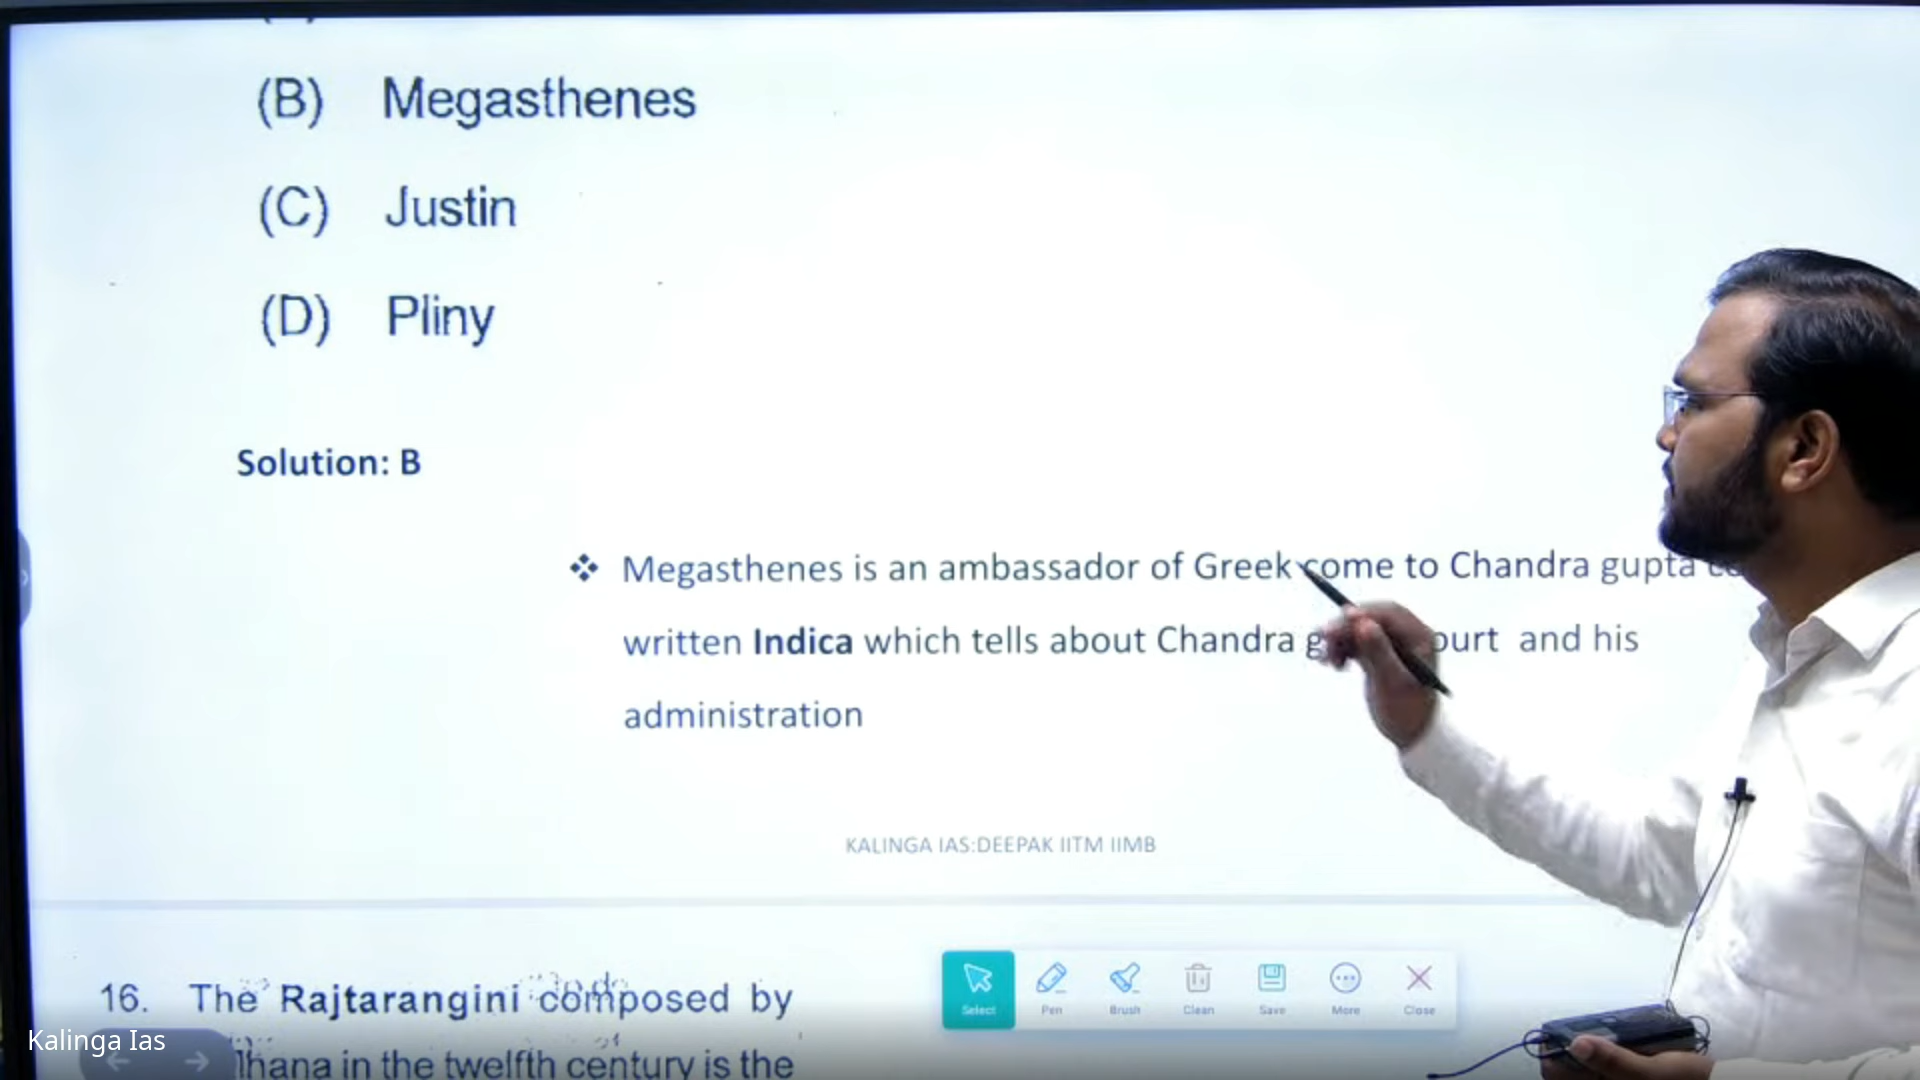 (B) Megasthenes
(C) Justin
(D) Pliny
Solution: B
❖ Megasthenes is an ambassador of Greek come to Chandra gupta
written Indica which tells about Chandra and his
administration
KALINGA IAS:DEEPAK IITM IIMB
16. The Rajtarangini composed by
in the twelfth century is the
Select Pen Brush Clean Save More Close
Kalinga Ias